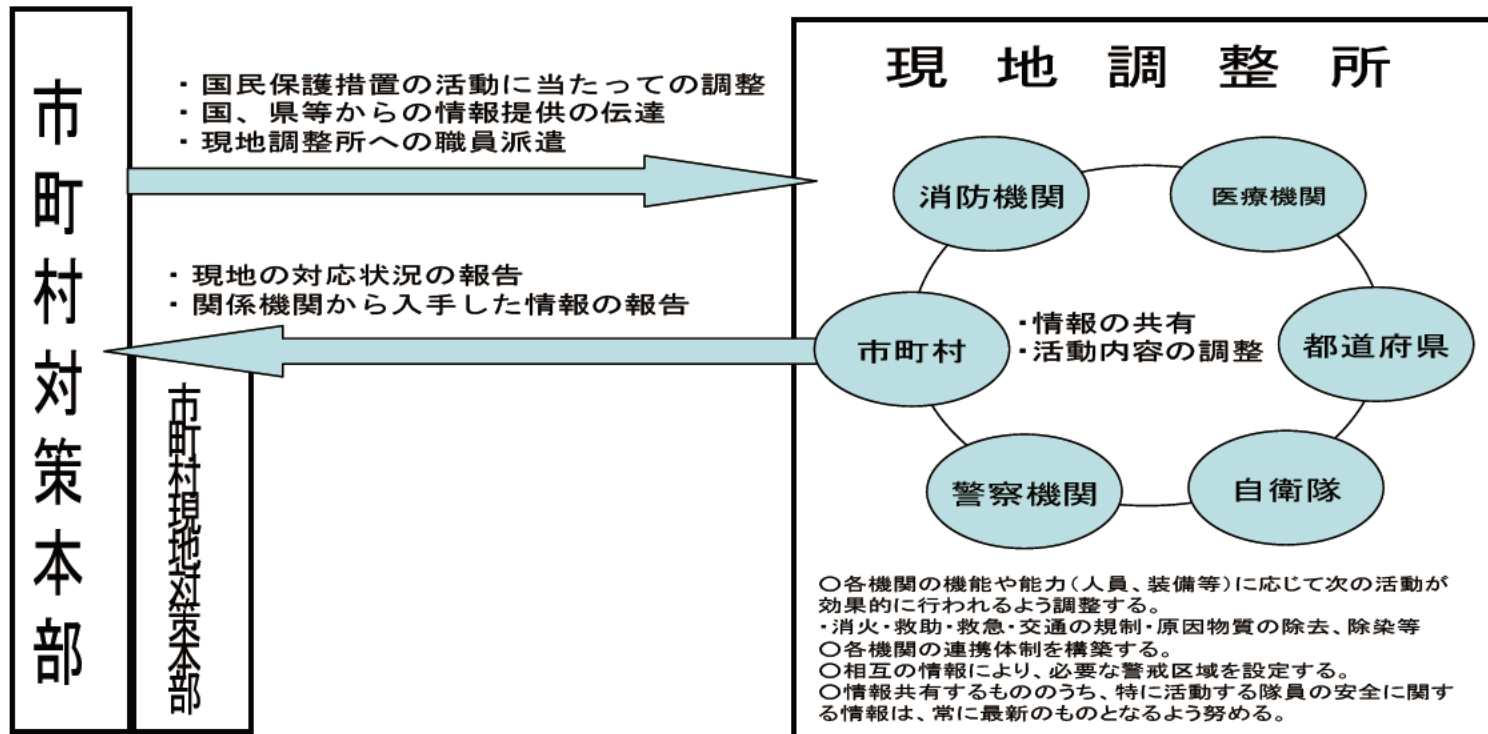 市町村対策本部
市町村現地対策本部
・国民保護措置の活動に当たっての調整
・国、県等からの情報提供の伝達
・現地調整所への職員派遣
・現地の対応状況の報告
・関係機関から入手した情報の報告
現地調整所
消防機関
医療機関
市町村
・情報の共有
・活動内容の調整
都道府県
警察機関
自衛隊
〇各機関の機能や能力(人員、装備等)に応じて次の活動が
効果的に行われるよう調整する。
・消火・救助・救急・交通の規制・原因物質の除去、除染等
〇各機関の連携体制を構築する。
〇相互の情報により、必要な警戒区域を設定する。
〇情報共有するもののうち、特に活動する隊員の安全に関す
る情報は、常に最新のものとなるよう努める。